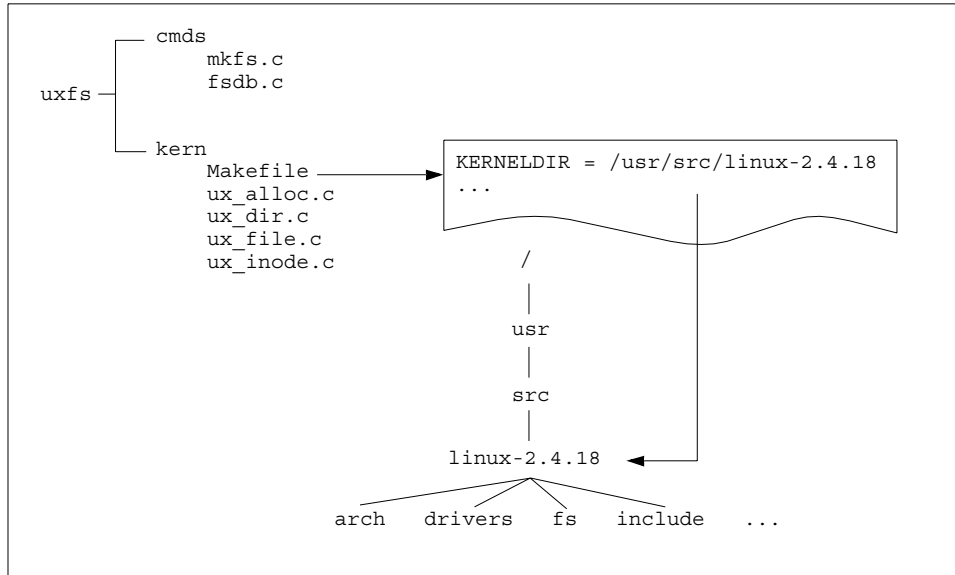 cmds
mkfs.c
fsdb.c
uxfs
kern
Makefile
ux_alloc.c
ux_dir.c
ux_file.c
ux_inode.c
KERNELDIR = /usr/src/linux-2.4.18
...
/
usr
src
linux-2.4.18
arch drivers fs include ...